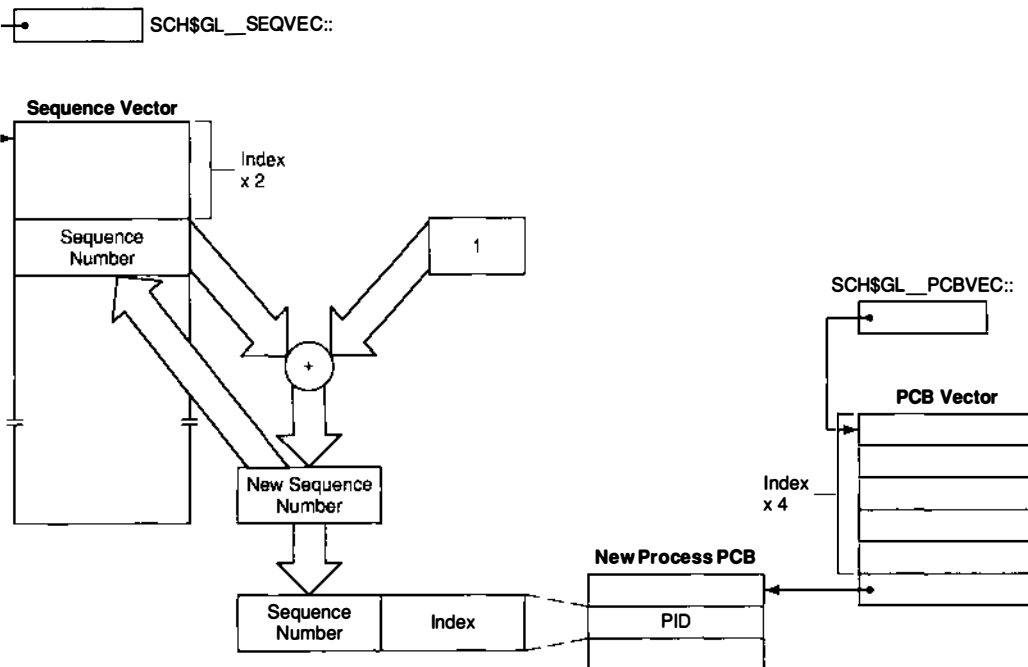 SCH$GL__SEQVEC::
Sequence Vector
Index
x 2
Sequence
Number
1
+
SCH$GL__PCBVEC::
PCB Vector
Index
x 4
New Sequence
Number
New Process PCB
Sequence
Number
Index
PID